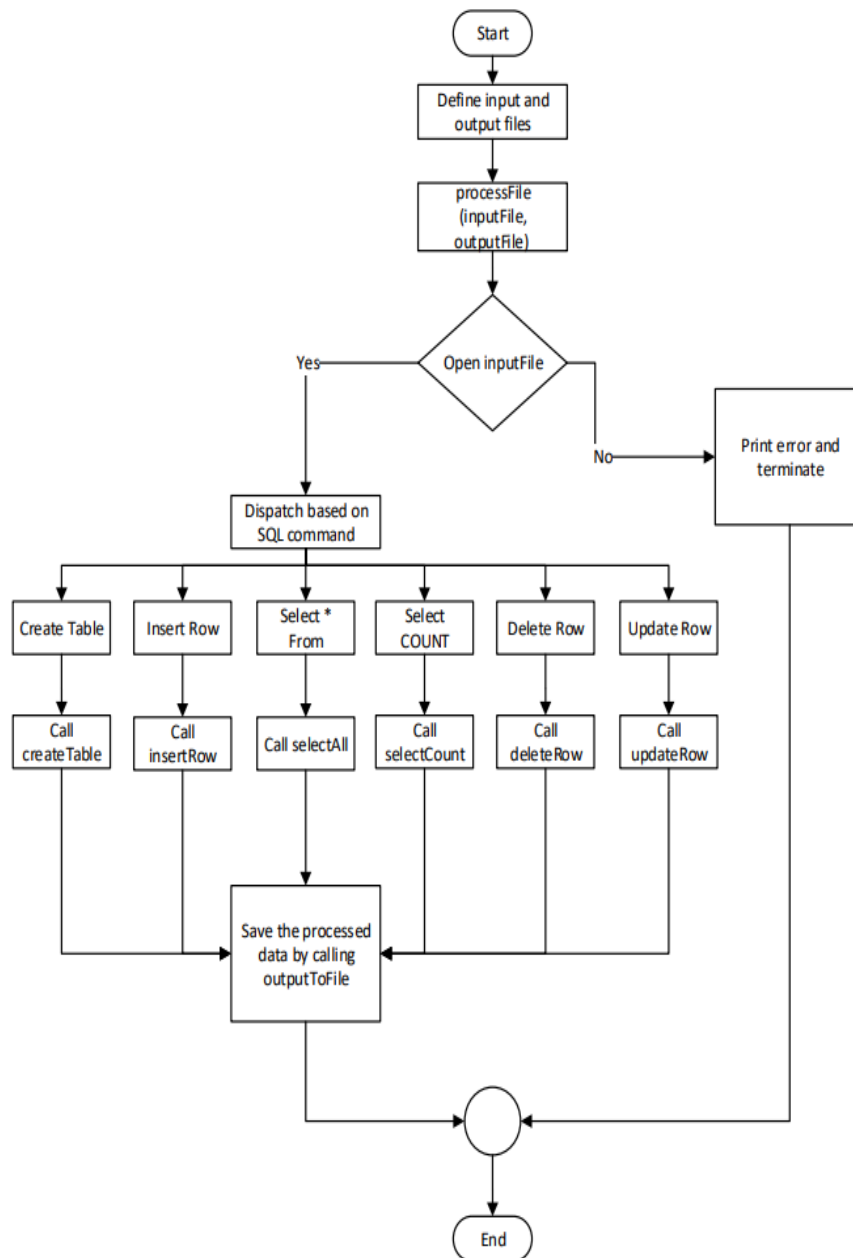 Start
Define input and
output files
processFile
(inputFile,
outputFile)
Open inputFile
Yes
No
Print error and
terminate
Dispatch based on
SQL command
Create Table
Insert Row
Select *
From
Select
COUNT
Delete Row
Update Row
Call
createTable
Call
insertRow
Call selectAll
Call
selectCount
Call
deleteRow
Call
updateRow
Save the processed
data by calling
outputToFile
End